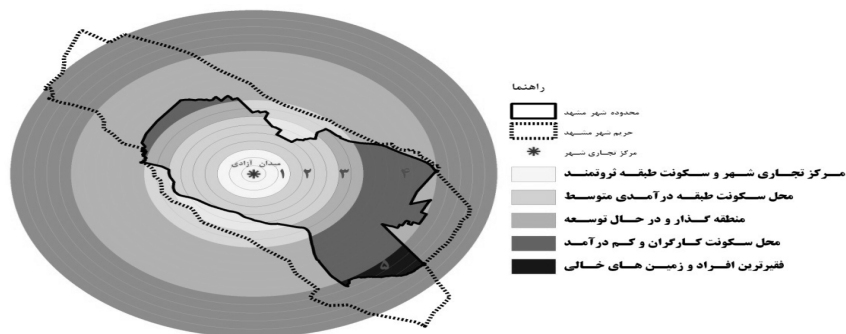 راهنما
محدوده شهر مشهد
حریم شهر مشهد
مرکز تجاری شهر
مرکز تجاری شهر و سکونت طبقه ثروتمند
محل سکونت طبقه درآمدی متوسط
منطقه گذار و در حال توسعه
محل سکونت کارگران و کم درآمد
فقیرترین افراد و زمین های خالی
میدان آزادی
۱ ۲ ۳ ۴
۵